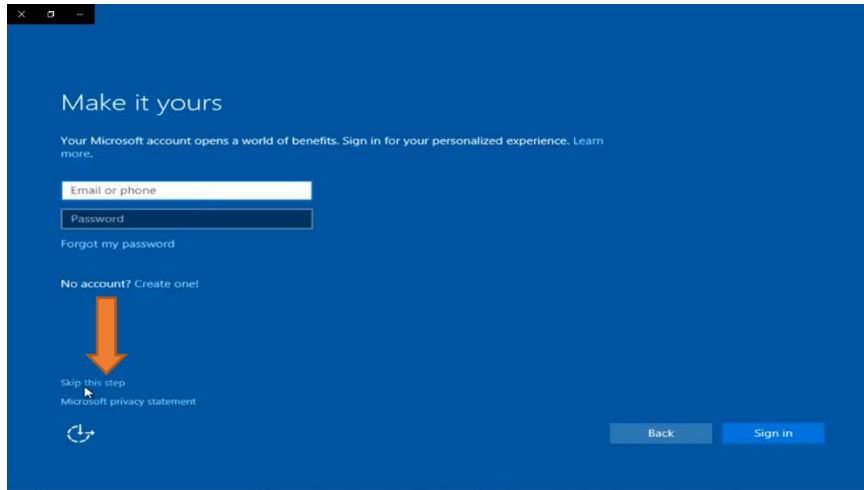 Make it yours
Your Microsoft account opens a world of benefits. Sign in for your personalized experience. Learn
more.
Email or phone
Password
Forgot my password
No account? Create one!
Skip this step
Microsoft privacy statement
Back Sign in